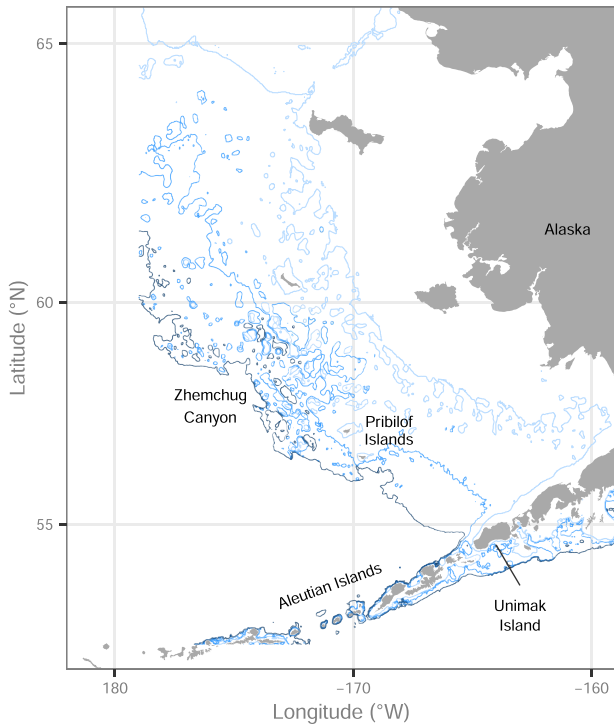 65
60
55
Latitude (°N)
Alaska
Zhemchug
Canyon
Pribilof
Islands
Aleutian Islands
Unimak
Island
180
−170
−160
Longitude (°W)